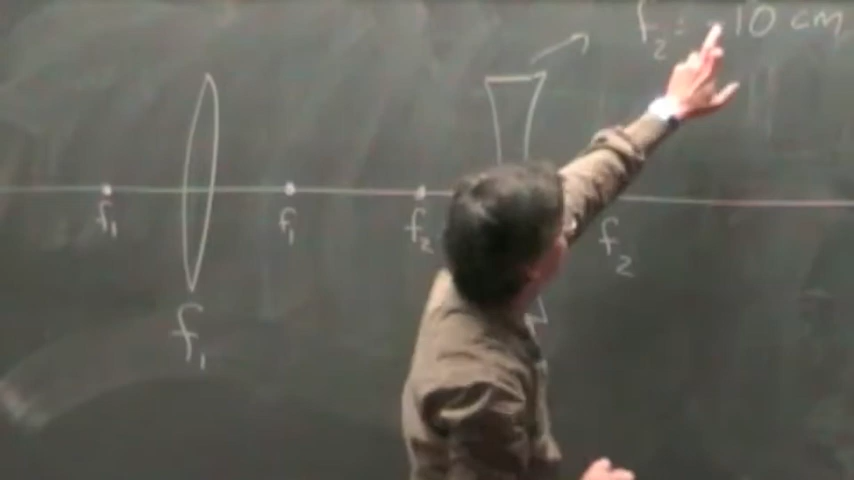 f₂ = -10 cm
f₁ f₁ f₂ f₂
f₁